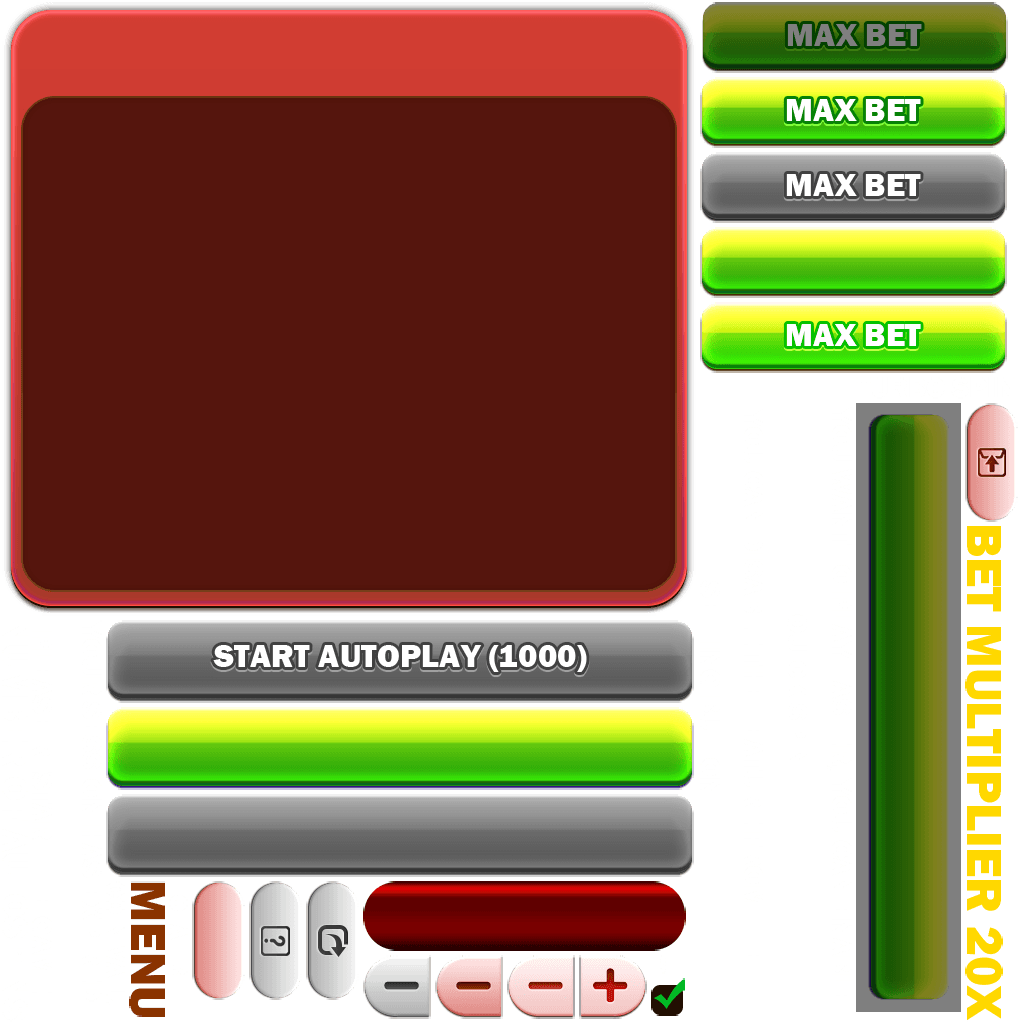 MAX BET
MAX BET
MAX BET
MAX BET
BET MULTIPLIER 20X
START AUTOPLAY (1000)
MENU
?